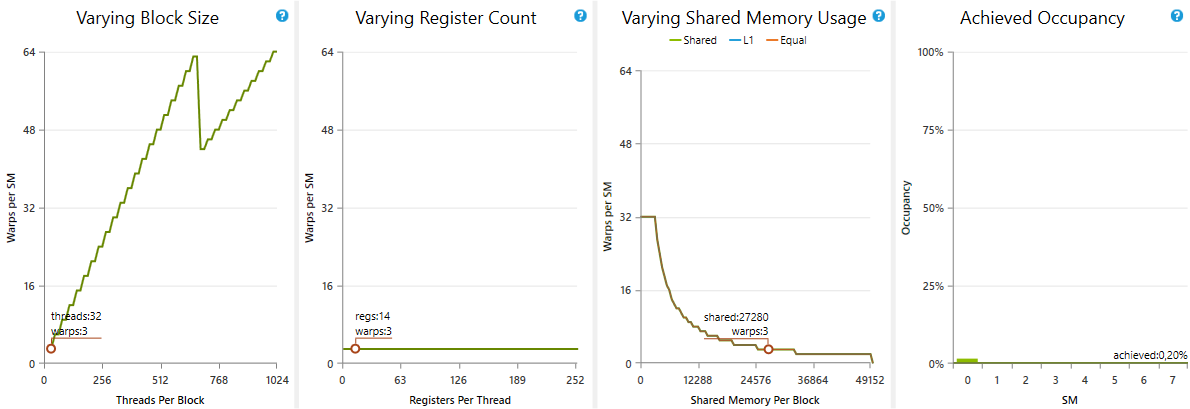 Varying Block Size ?
64
48
32
16
0
Warps per SM
threads:32
warps:3
0 256 512 768 1024
Threads Per Block
Varying Register Count ?
64
48
32
16
0
Warps per SM
regs:14
warps:3
0 63 126 189 252
Registers Per Thread
Varying Shared Memory Usage ?
Shared L1 Equal
64
48
32
16
0
Warps per SM
shared:27280
warps:3
0 12288 24576 36864 49152
Shared Memory Per Block
Achieved Occupancy ?
100%
75%
50%
25%
0%
Occupancy
achieved:0,20%
0 1 2 3 4 5 6 7
SM